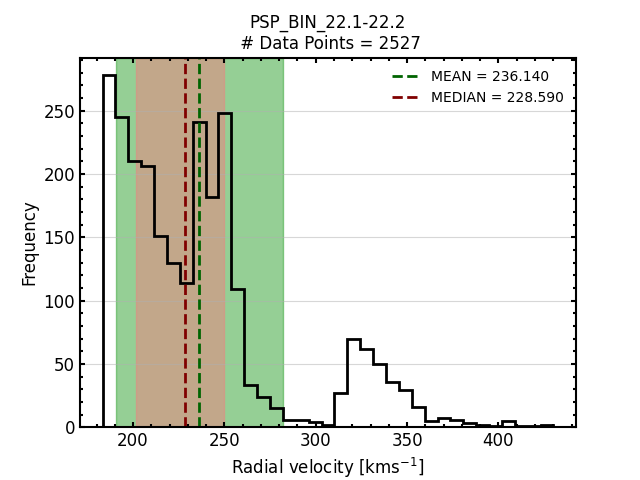 PSP_BIN_22.1-22.2
# Data Points = 2527
MEAN = 236.140
MEDIAN = 228.590
Frequency
250
200
150
100
50
0
200 250 300 350 400
Radial velocity [kms⁻¹]